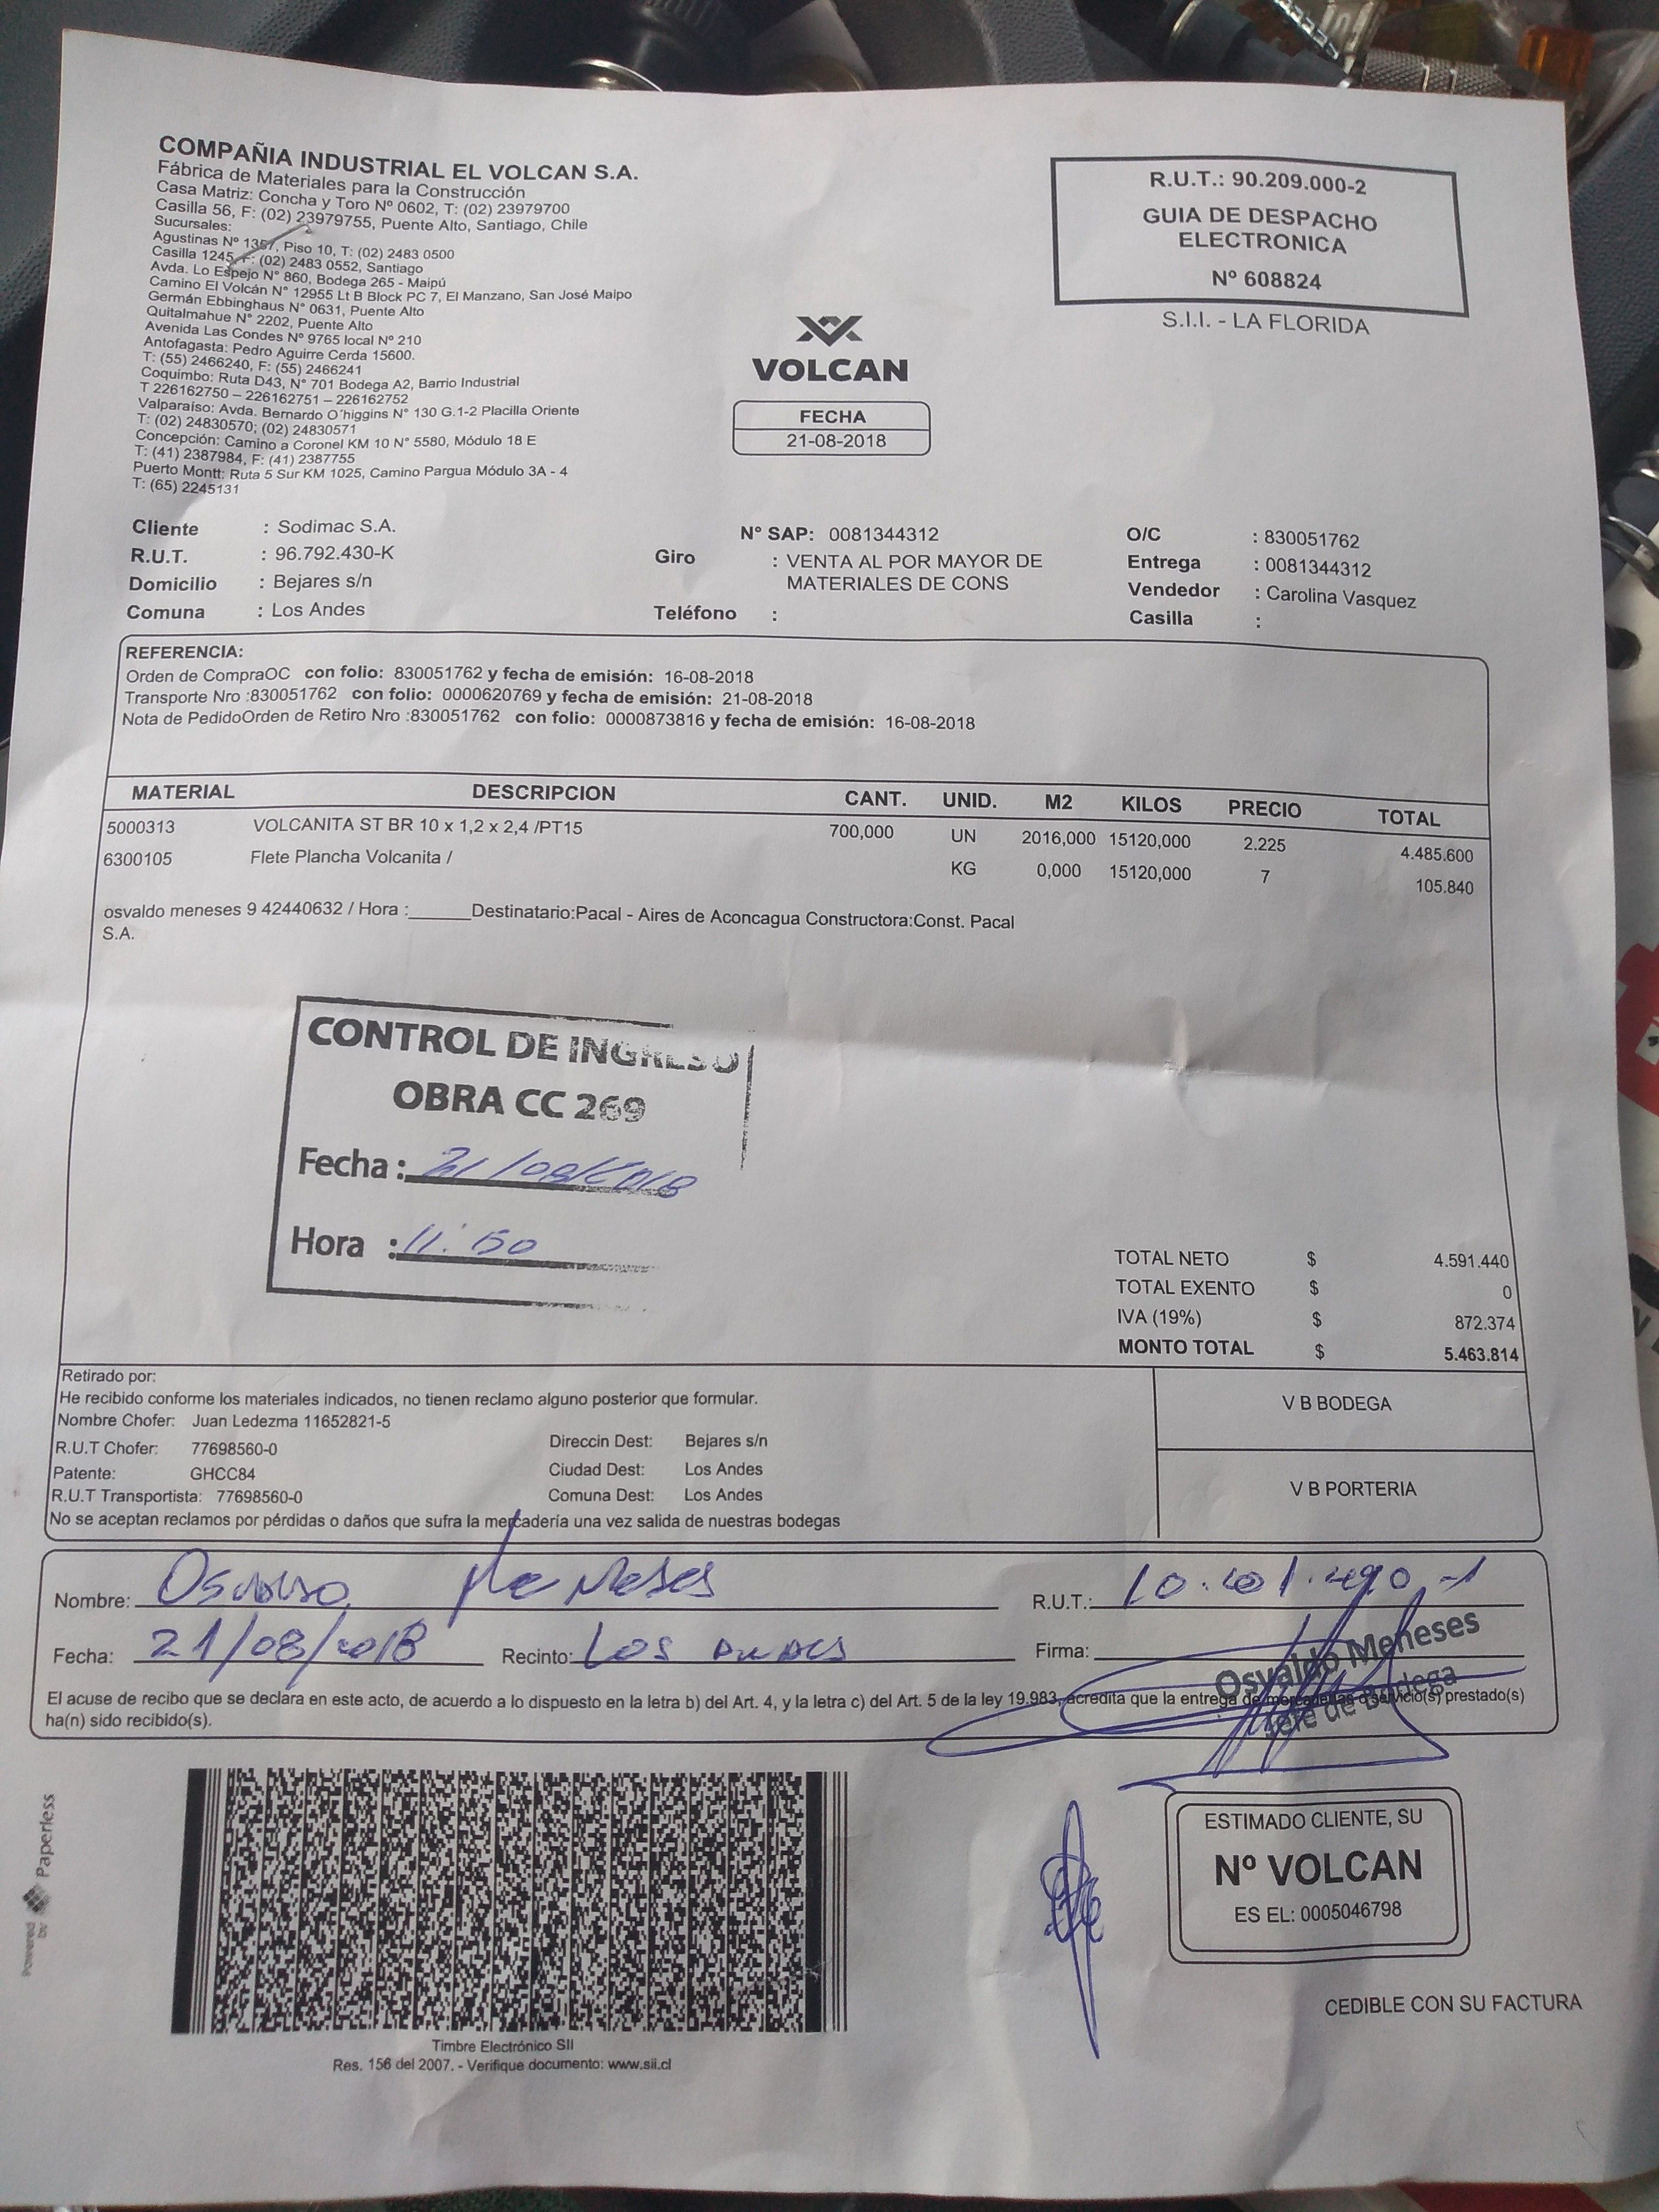 COMPAÑIA INDUSTRIAL EL VOLCAN S.A.
Fábrica de Materiales para la Construcción
Casa Matriz: Concha y Toro Nº 0602, T: (02) 23979700
Casilla 56, F: (02) 23979755, Puente Alto, Santiago, Chile
Sucursales:
Agustinas Nº 1357, Piso 10, T: (02) 2483 0500
Casilla 1245, F: (02) 2483 0552, Santiago
Avda. Lo Espejo N° 860, Bodega 265 - Maipú
Camino El Volcán N° 12955 Lt B Block PC 7, El Manzano, San José Maipo
Germán Ebbinghaus N° 0631, Puente Alto
Quitalmahue N° 2202, Puente Alto
Avenida Las Condes Nº 9765 local Nº 210
Antofagasta: Pedro Aguirre Cerda 15600.
T: (55) 2466240, F: (55) 2466241
Coquimbo: Ruta D43, N° 701 Bodega A2, Barrio Industrial
T 226162750 – 226162751 – 226162752
Valparaíso: Avda. Bernardo O´higgins N° 130 G.1-2 Placilla Oriente
T: (02) 24830570; (02) 24830571
Concepción: Camino a Coronel KM 10 N° 5580, Módulo 18 E
T: (41) 2387984, F: (41) 2387755
Puerto Montt: Ruta 5 Sur KM 1025, Camino Pargua Módulo 3A - 4
T: (65) 2245131
R.U.T.: 90.209.000-2
GUIA DE DESPACHO
ELECTRONICA
Nº 608824
S.I.I. - LA FLORIDA
VOLCAN
FECHA
21-08-2018
Cliente : Sodimac S.A. N° SAP: 0081344312 O/C : 830051762
R.U.T. : 96.792.430-K Giro : VENTA AL POR MAYOR DE Entrega : 0081344312
Domicilio : Bejares s/n MATERIALES DE CONS Vendedor : Carolina Vasquez
Comuna : Los Andes Teléfono : Casilla :
REFERENCIA:
Orden de CompraOC con folio: 830051762 y fecha de emisión: 16-08-2018
Transporte Nro :830051762 con folio: 0000620769 y fecha de emisión: 21-08-2018
Nota de PedidoOrden de Retiro Nro :830051762 con folio: 0000873816 y fecha de emisión: 16-08-2018
MATERIAL DESCRIPCION CANT. UNID. M2 KILOS PRECIO TOTAL
5000313 VOLCANITA ST BR 10 x 1,2 x 2,4 /PT15 700,000 UN 2016,000 15120,000 2.225 4.485.600
6300105 Flete Plancha Volcanita / KG 0,000 15120,000 7 105.840
osvaldo meneses 9 42440632 / Hora :______Destinatario:Pacal - Aires de Aconcagua Constructora:Const. Pacal
S.A.
CONTROL DE INGRESO
OBRA CC 269
Fecha : 21/08/2018
Hora : 11:50
TOTAL NETO $ 4.591.440
TOTAL EXENTO $ 0
IVA (19%) $ 872.374
MONTO TOTAL $ 5.463.814
Retirado por:
He recibido conforme los materiales indicados, no tienen reclamo alguno posterior que formular.
Nombre Chofer: Juan Ledezma 11652821-5
R.U.T Chofer: 77698560-0 Direccin Dest: Bejares s/n
Patente: GHCC84 Ciudad Dest: Los Andes
R.U.T Transportista: 77698560-0 Comuna Dest: Los Andes
No se aceptan reclamos por pérdidas o daños que sufra la mercadería una vez salida de nuestras bodegas
V B BODEGA
V B PORTERIA
Nombre: Osvaldo Meneses R.U.T.:
Fecha: 21/08/2018 Recinto: Los Andes Firma:
Osvaldo Meneses
Jefe de Bodega
El acuse de recibo que se declara en este acto, de acuerdo a lo dispuesto en la letra b) del Art. 4, y la letra c) del Art. 5 de la ley 19.983, acredita que la entrega de mercaderías o servicio(s) prestado(s)
ha(n) sido recibido(s).
Powered by Paperless
Timbre Electrónico SII
Res. 156 del 2007. - Verifique documento: www.sii.cl
ESTIMADO CLIENTE, SU
Nº VOLCAN
ES EL: 0005046798
CEDIBLE CON SU FACTURA